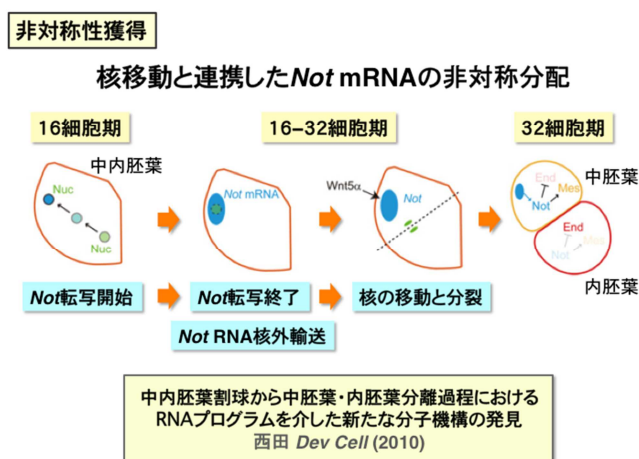 非対称性獲得
核移動と連携したNot mRNAの非対称分配
16細胞期
16–32細胞期
32細胞期
中内胚葉
Nuc
Nuc
Not mRNA
Wnt5α
Not
End
Mes
Not
中胚葉
End
Not
Mes
内胚葉
Not転写開始
Not転写終了
核の移動と分裂
Not RNA核外輸送
中内胚葉割球から中胚葉・内胚葉分離過程における
RNAプログラムを介した新たな分子機構の発見
西田 Dev Cell (2010)